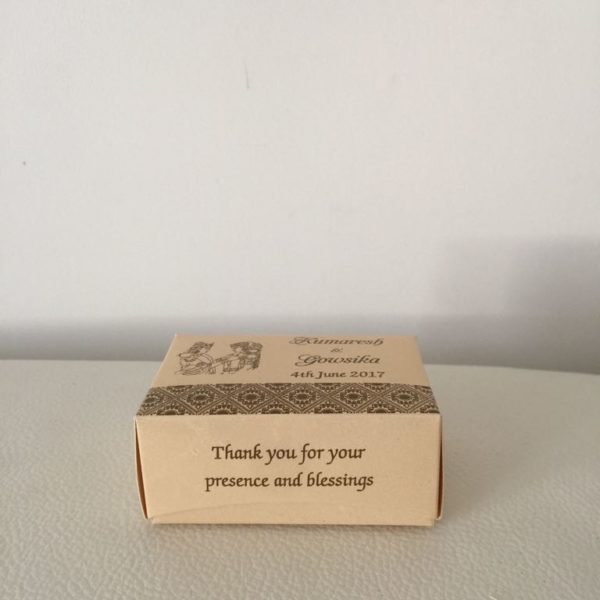 Kumaresh
&
Gowsika
4th June 2017
Thank you for your
presence and blessings